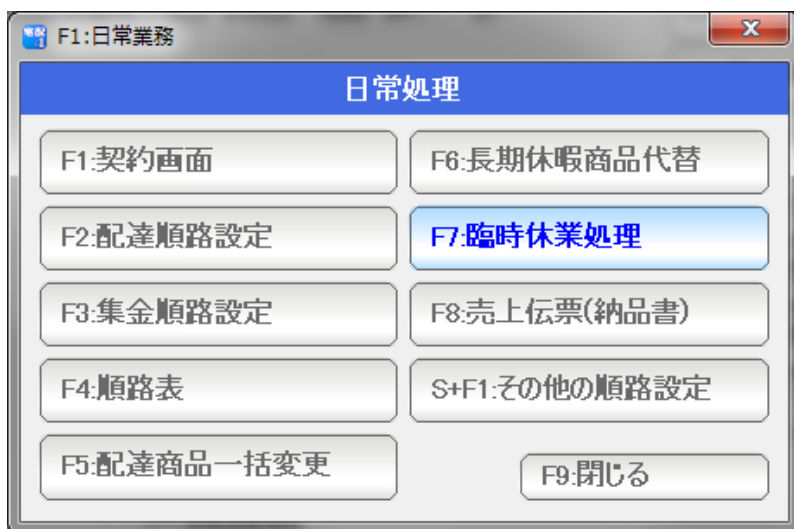 F1:日常業務
日常処理
F1:契約画面
F2:配達順路設定
F3:集金順路設定
F4:順路表
F5:配達商品一括変更
F6:長期休暇商品代替
F7:臨時休業処理
F8:売上伝票(納品書)
S+F1:その他の順路設定
F9:閉じる